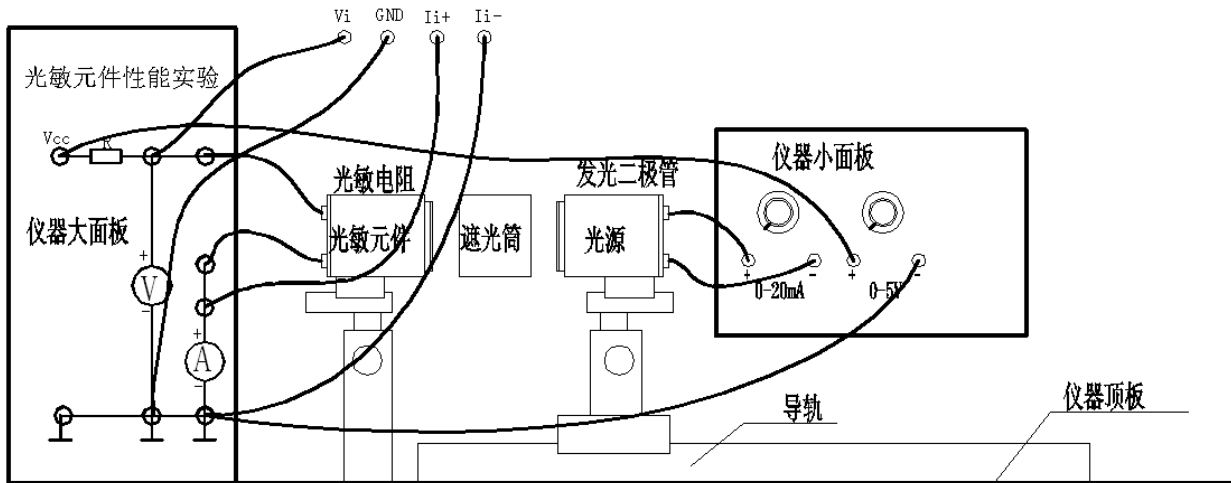 Vi GND Ii+ Ii-
光敏元件性能实验
Vcc R
仪器大面板
+
V
-
+
A
-
光敏电阻
光敏元件
遮光筒
发光二极管
光源
仪器小面板
+ - + -
0-20mA 0-5V
导轨
仪器顶板